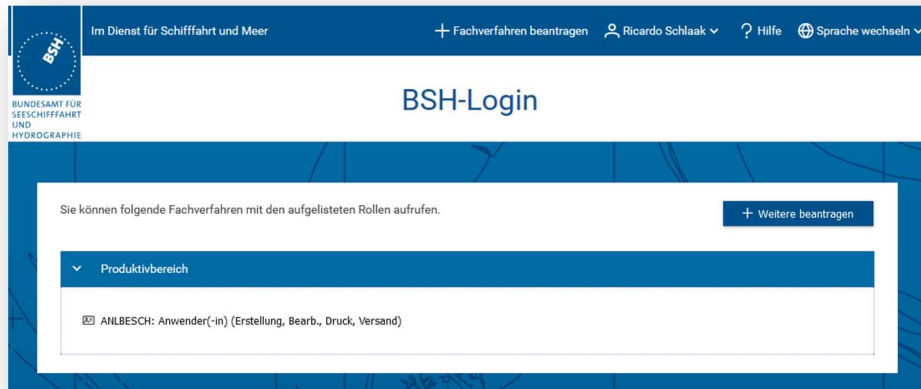 Im Dienst für Schifffahrt und Meer
Fachverfahren beantragen
Ricardo Schlaak
Hilfe
Sprache wechseln
BSH
BUNDESAMT FÜR
SEESCHIFFFAHRT
UND
HYDROGRAPHIE
BSH-Login
Sie können folgende Fachverfahren mit den aufgelisteten Rollen aufrufen.
+ Weitere beantragen
Produktivbereich
ANLBESCH: Anwender(-in) (Erstellung, Bearb., Druck, Versand)